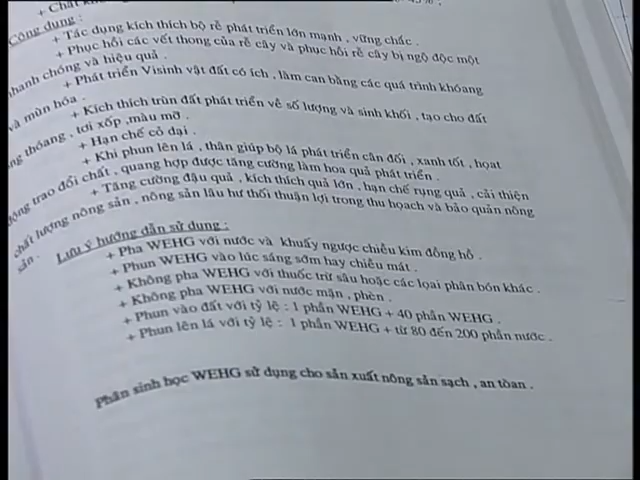 + Chất
Công dụng :
+ Tác dụng kích thích bộ rễ phát triển lớn mạnh , vững chắc .
+ Phục hồi các vết thong của rễ cây và phục hồi rễ cây bị ngộ độc một
nhanh chóng và hiệu quả .
+ Phát triển Visinh vật đất có ích , làm can bằng các quá trình khóang
và mùn hóa .
+ Kích thích trùn đất phát triển về số lượng và sinh khối , tạo cho đất
thóang , tơi xốp ,màu mỡ .
+ Hạn chế cỏ dại .
+ Khi phun lên lá , thân giúp bộ lá phát triển cân đối , xanh tốt , họat
động trao đổi chất , quang hợp được tăng cường làm hoa quả phát triển .
+ Tăng cường đậu quả , kích thích quả lớn , hạn chế rụng quả , cải thiện
chất lượng nông sản , nông sản lâu hư thối thuận lợi trong thu họach và bảo quản nông
sản .
Lưu ý hướng dẫn sử dụng :
+ Pha WEHG với nước và khuấy ngược chiều kim đồng hồ .
+ Phun WEHG vào lúc sáng sớm hay chiều mát .
+ Không pha WEHG với thuốc trừ sâu hoặc các lọai phân bón khác .
+ Không pha WEHG với nước mặn , phèn .
+ Phun vào đất với tỷ lệ : 1 phần WEHG + 40 phần WEHG .
+ Phun lên lá với tỷ lệ : 1 phần WEHG + từ 80 đến 200 phần nước .
Phân sinh học WEHG sử dụng cho sản xuất nông sản sạch , an tòan .